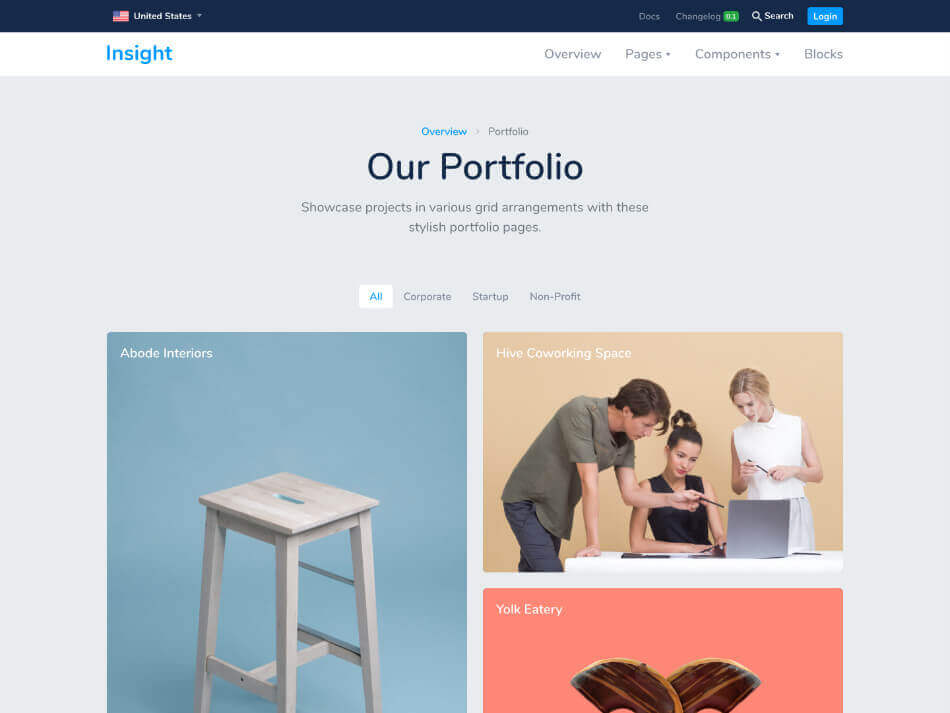 United States
Docs
Changelog 0.1
Search
Login
Insight
Overview
Pages
Components
Blocks
Overview > Portfolio
Our Portfolio
Showcase projects in various grid arrangements with these
stylish portfolio pages.
All
Corporate
Startup
Non-Profit
Abode Interiors
Hive Coworking Space
Yolk Eatery